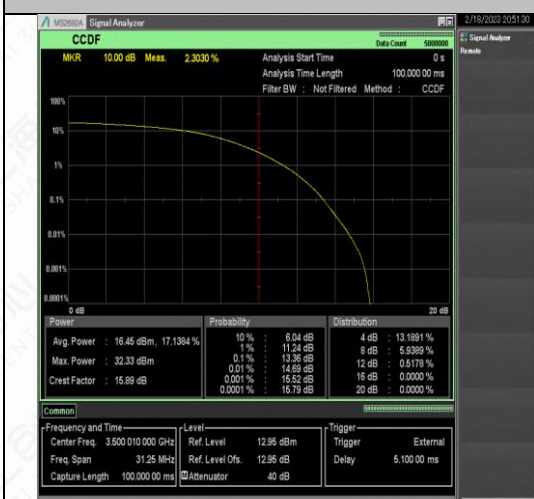 MS2692A Signal Analyzer
2/18/2023 20:51:30
Signal Analyzer
Remote
CCDF
Data Count 5000000
MKR 10.00 dB Meas. 2.3030 %
Analysis Start Time 0 s
Analysis Time Length 100.000 00 ms
Filter BW : Not Filtered Method : CCDF
100%
10%
1%
0.1%
0.01%
0.001%
0.0001%
0 dB 20 dB
Power
Avg. Power : 16.45 dBm, 17.1384 %
Max. Power : 32.33 dBm
Crest Factor : 15.89 dB
Probability
10 % : 6.04 dB
1 % : 11.24 dB
0.1 % : 13.36 dB
0.01 % : 14.69 dB
0.001 % : 15.52 dB
0.0001 % : 15.79 dB
Distribution
4 dB : 13.1891 %
8 dB : 5.9389 %
12 dB : 0.5178 %
16 dB : 0.0000 %
20 dB : 0.0000 %
Common
Frequency and Time
Center Freq. 3.500 010 000 GHz
Freq. Span 31.25 MHz
Capture Length 100.000 00 ms
Level
Ref. Level 12.95 dBm
Ref. Level Ofs. 12.95 dB
M Attenuator 40 dB
Trigger
Trigger External
Delay 5.100 00 ms